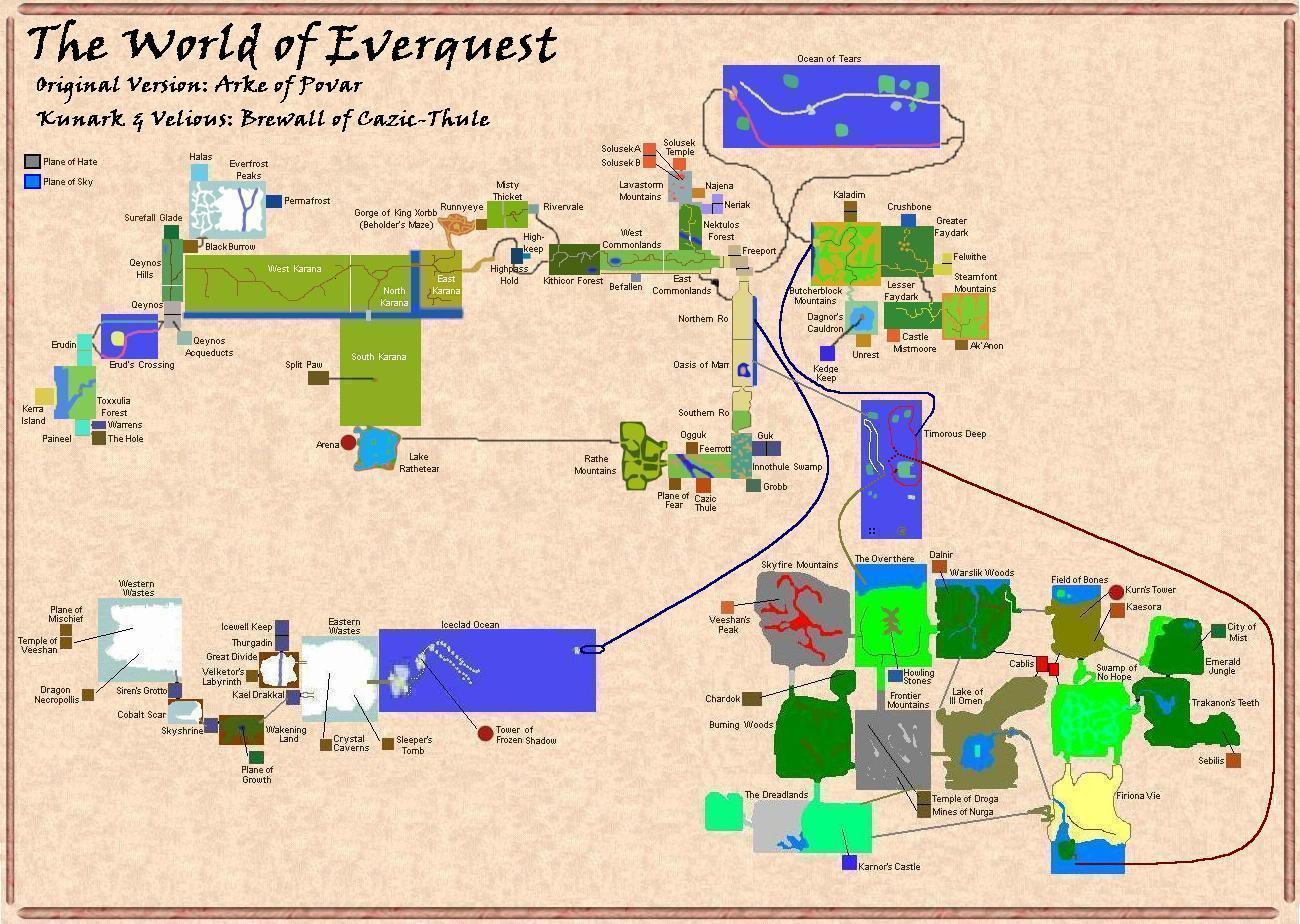 The World of Everquest
Original Version: Arke of Povar
Kunark & Velious: Brewall of Cazic-Thule
Plane of Hate
Plane of Sky
Ocean of Tears
Halas
Everfrost
Peaks
Permafrost
Surefall Glade
BlackBurrow
Qeynos
Hills
Qeynos
Qeynos
Acqueducts
Erudin
Erud's Crossing
Toxxulia
Forest
Kerra
Island
Warrens
Paineel
The Hole
West Karana
North
Karana
East
Karana
South Karana
Split Paw
Arena
Lake
Rathetear
Gorge of King Xorbb
(Beholder's Maze)
Runnyeye
Misty
Thicket
Rivervale
High-
keep
Highpass
Hold
Kithicor Forest
West
Commonlands
Befallen
East
Commonlands
Solusek A
Solusek B
Solusek
Temple
Lavastorm
Mountains
Najena
Neriak
Nektulos
Forest
Freeport
Northern Ro
Oasis of Marr
Southern Ro
Rathe
Mountains
Ogguk
Feerrott
Guk
Innothule Swamp
Grobb
Plane of
Fear
Cazic
Thule
Kaladim
Crushbone
Greater
Faydark
Felwithe
Steamfont
Mountains
Butcherblock
Mountains
Lesser
Faydark
Dagnor's
Cauldron
Unrest
Castle
Mistmoore
Ak'Anon
Kedge
Keep
Timorous Deep
Western
Wastes
Plane of
Mischief
Temple of
Veeshan
Dragon
Necropollis
Siren's Grotto
Cobalt Scar
Skyshrine
Icewell Keep
Thurgadin
Great Divide
Velketor's
Labyrinth
Kael Drakkal
Wakening
Land
Plane of
Growth
Eastern
Wastes
Crystal
Caverns
Sleeper's
Tomb
Iceclad Ocean
Tower of
Frozen Shadow
Skyfire Mountains
Veeshan's
Peak
The Overthere
Howling
Stones
Dalnir
Warslik Woods
Field of Bones
Kurn's Tower
Kaesora
City of
Mist
Emerald
Jungle
Cablis
Swamp of
No Hope
Trakanon's Teeth
Sebilis
Chardok
Burning Woods
Frontier
Mountains
Lake of
Ill Omen
Temple of Droga
Mines of Nurga
Firiona Vie
The Dreadlands
Karnor's Castle